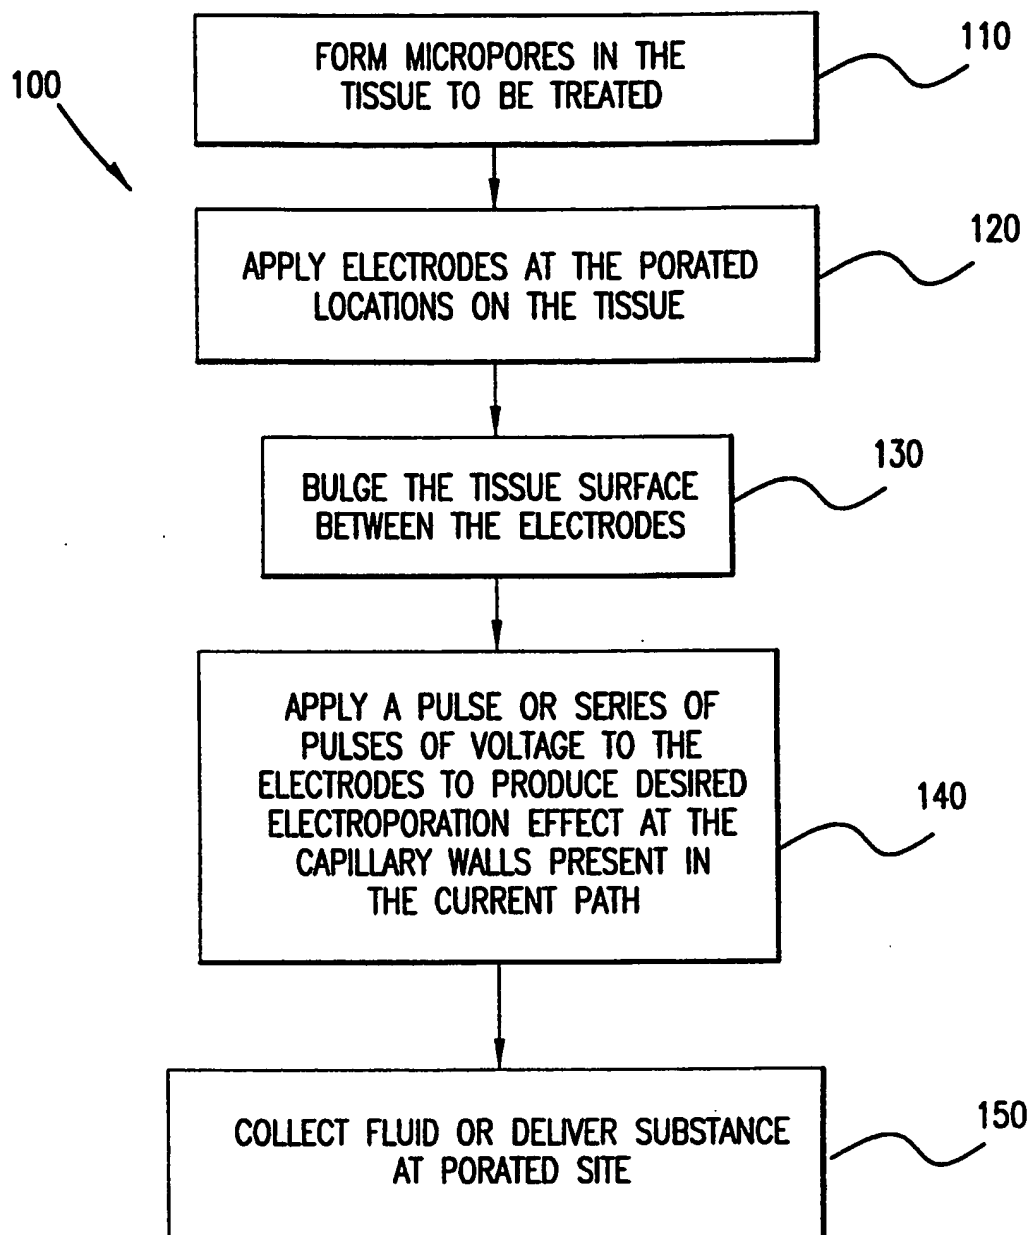 100
FORM MICROPORES IN THE
TISSUE TO BE TREATED
110
APPLY ELECTRODES AT THE PORATED
LOCATIONS ON THE TISSUE
120
BULGE THE TISSUE SURFACE
BETWEEN THE ELECTRODES
130
APPLY A PULSE OR SERIES OF
PULSES OF VOLTAGE TO THE
ELECTRODES TO PRODUCE DESIRED
ELECTROPORATION EFFECT AT THE
CAPILLARY WALLS PRESENT IN
THE CURRENT PATH
140
COLLECT FLUID OR DELIVER SUBSTANCE
AT PORATED SITE
150